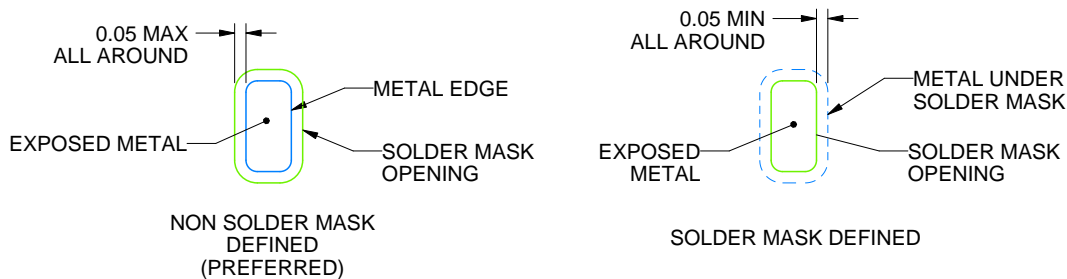 0.05 MAX
ALL AROUND
METAL EDGE
EXPOSED METAL
SOLDER MASK
OPENING
NON SOLDER MASK
DEFINED
(PREFERRED)
0.05 MIN
ALL AROUND
METAL UNDER
SOLDER MASK
EXPOSED
METAL
SOLDER MASK
OPENING
SOLDER MASK DEFINED